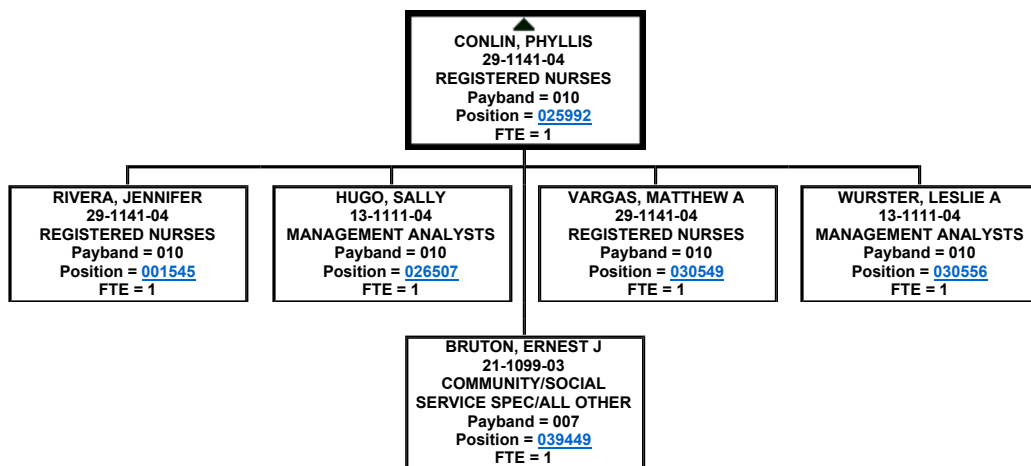 CONLIN, PHYLLIS
29-1141-04
REGISTERED NURSES
Payband = 010
Position = 025992
FTE = 1
RIVERA, JENNIFER
29-1141-04
REGISTERED NURSES
Payband = 010
Position = 001545
FTE = 1
HUGO, SALLY
13-1111-04
MANAGEMENT ANALYSTS
Payband = 010
Position = 026507
FTE = 1
VARGAS, MATTHEW A
29-1141-04
REGISTERED NURSES
Payband = 010
Position = 030549
FTE = 1
WURSTER, LESLIE A
13-1111-04
MANAGEMENT ANALYSTS
Payband = 010
Position = 030556
FTE = 1
BRUTON, ERNEST J
21-1099-03
COMMUNITY/SOCIAL
SERVICE SPEC/ALL OTHER
Payband = 007
Position = 039449
FTE = 1